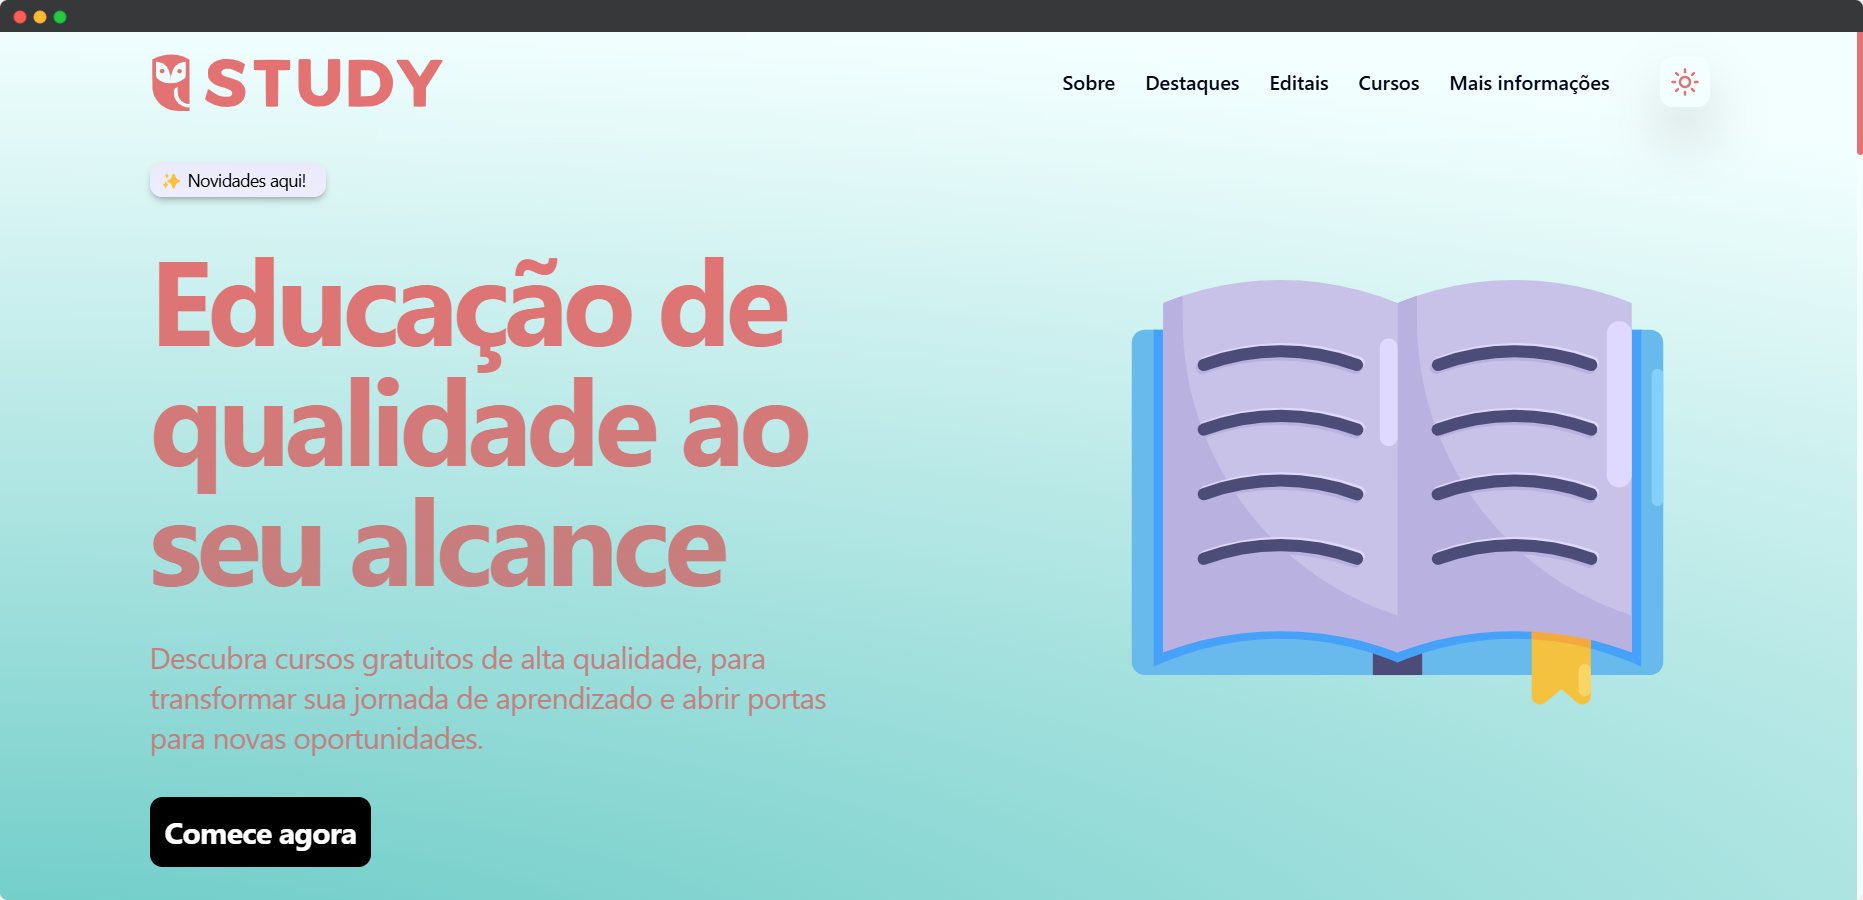 STUDY
Sobre Destaques Editais Cursos Mais informações
✨ Novidades aqui!
Educação de
qualidade ao
seu alcance
Descubra cursos gratuitos de alta qualidade, para
transformar sua jornada de aprendizado e abrir portas
para novas oportunidades.
Comece agora